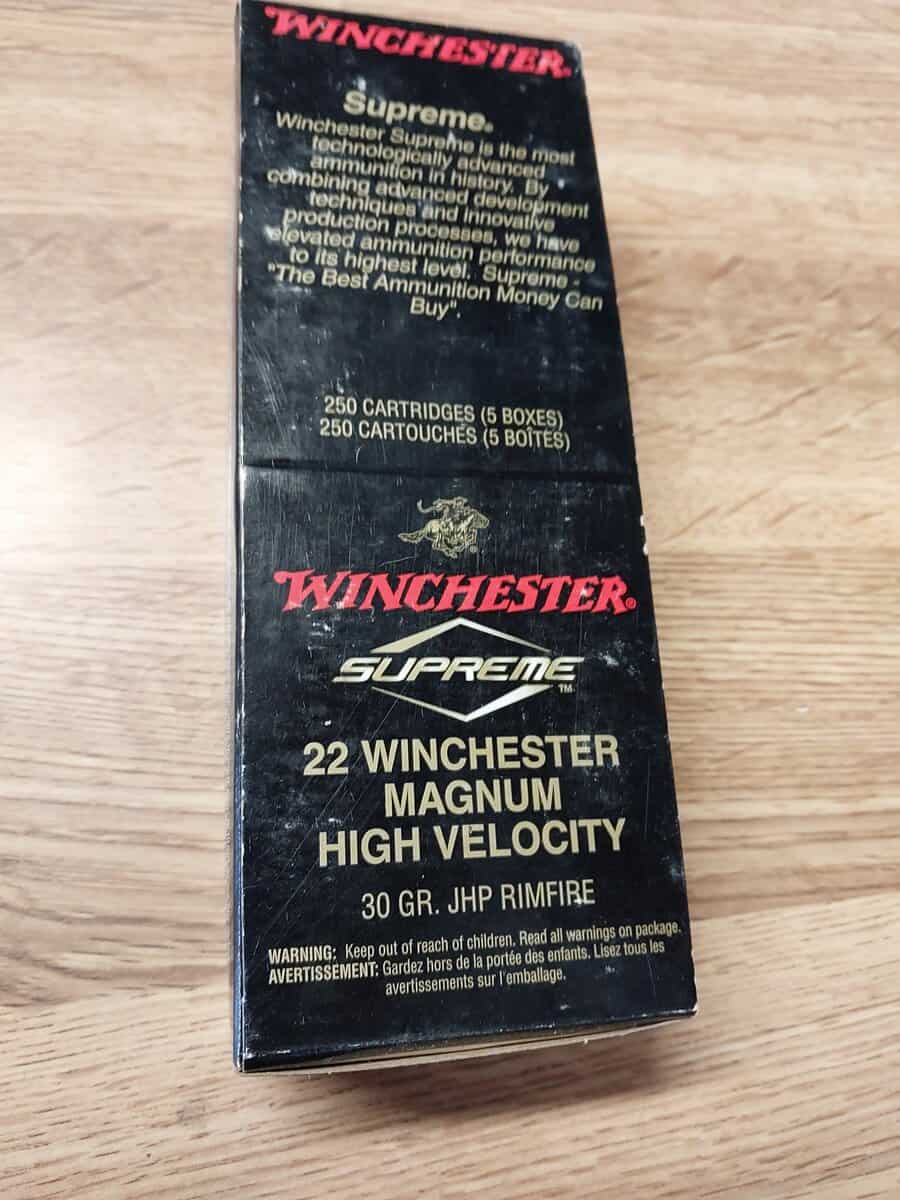 WINCHESTER®
Supreme®
Winchester Supreme is the most
technologically advanced
ammunition in history. By
combining advanced development
techniques and innovative
production processes, we have
elevated ammunition performance
to its highest level. Supreme -
"The Best Ammunition Money Can
Buy".
250 CARTRIDGES (5 BOXES)
250 CARTOUCHES (5 BOÎTES)
WINCHESTER®
SUPREME™
22 WINCHESTER
MAGNUM
HIGH VELOCITY
30 GR. JHP RIMFIRE
WARNING: Keep out of reach of children. Read all warnings on package.
AVERTISSEMENT: Gardez hors de la portée des enfants. Lisez tous les
avertissements sur l'emballage.